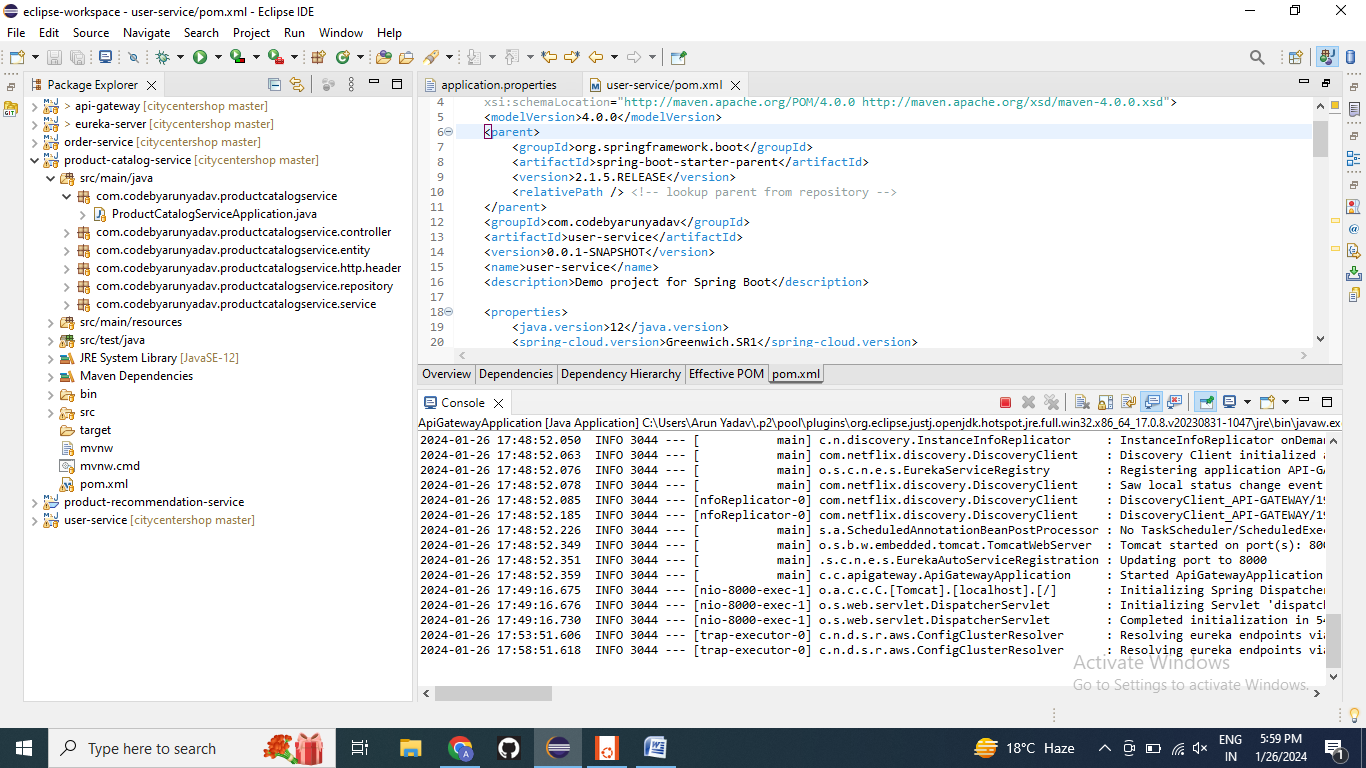 eclipse-workspace - user-service/pom.xml - Eclipse IDE
File Edit Source Navigate Search Project Run Window Help
Package Explorer
> api-gateway [citycentershop master]
> eureka-server [citycentershop master]
order-service [citycentershop master]
product-catalog-service [citycentershop master]
src/main/java
com.codebyarunyadav.productcatalogservice
ProductCatalogServiceApplication.java
com.codebyarunyadav.productcatalogservice.controller
com.codebyarunyadav.productcatalogservice.entity
com.codebyarunyadav.productcatalogservice.http.header
com.codebyarunyadav.productcatalogservice.repository
com.codebyarunyadav.productcatalogservice.service
src/main/resources
src/test/java
JRE System Library [JavaSE-12]
Maven Dependencies
bin
src
target
mvnw
mvnw.cmd
pom.xml
product-recommendation-service
user-service [citycentershop master]
application.properties user-service/pom.xml
4 xsi:schemaLocation="http://maven.apache.org/POM/4.0.0 http://maven.apache.org/xsd/maven-4.0.0.xsd">
5 <modelVersion>4.0.0</modelVersion>
6 <parent>
7 <groupId>org.springframework.boot</groupId>
8 <artifactId>spring-boot-starter-parent</artifactId>
9 <version>2.1.5.RELEASE</version>
10 <relativePath /> <!-- lookup parent from repository -->
11 </parent>
12 <groupId>com.codebyarunyadav</groupId>
13 <artifactId>user-service</artifactId>
14 <version>0.0.1-SNAPSHOT</version>
15 <name>user-service</name>
16 <description>Demo project for Spring Boot</description>
17
18 <properties>
19 <java.version>12</java.version>
20 <spring-cloud.version>Greenwich.SR1</spring-cloud.version>
Overview Dependencies Dependency Hierarchy Effective POM pom.xml
Console
ApiGatewayApplication [Java Application] C:\Users\Arun Yadav\.p2\pool\plugins\org.eclipse.justj.openjdk.hotspot.jre.full.win32.x86_64_17.0.8.v20230831-1047\jre\bin\javaw.ex
2024-01-26 17:48:52.050 INFO 3044 --- [ main] c.n.discovery.InstanceInfoReplicator : InstanceInfoReplicator onDeman
2024-01-26 17:48:52.063 INFO 3044 --- [ main] com.netflix.discovery.DiscoveryClient : Discovery Client initialized a
2024-01-26 17:48:52.076 INFO 3044 --- [ main] o.s.c.n.e.s.EurekaServiceRegistry : Registering application API-GA
2024-01-26 17:48:52.078 INFO 3044 --- [ main] com.netflix.discovery.DiscoveryClient : Saw local status change event
2024-01-26 17:48:52.085 INFO 3044 --- [nfoReplicator-0] com.netflix.discovery.DiscoveryClient : DiscoveryClient_API-GATEWAY/19
2024-01-26 17:48:52.185 INFO 3044 --- [nfoReplicator-0] com.netflix.discovery.DiscoveryClient : DiscoveryClient_API-GATEWAY/19
2024-01-26 17:48:52.226 INFO 3044 --- [ main] s.a.ScheduledAnnotationBeanPostProcessor : No TaskScheduler/ScheduledExec
2024-01-26 17:48:52.349 INFO 3044 --- [ main] o.s.b.w.embedded.tomcat.TomcatWebServer : Tomcat started on port(s): 800
2024-01-26 17:48:52.351 INFO 3044 --- [ main] .s.c.n.e.s.EurekaAutoServiceRegistration : Updating port to 8000
2024-01-26 17:48:52.359 INFO 3044 --- [ main] c.c.apigateway.ApiGatewayApplication : Started ApiGatewayApplication
2024-01-26 17:49:16.675 INFO 3044 --- [nio-8000-exec-1] o.a.c.c.C.[Tomcat].[localhost].[/] : Initializing Spring Dispatcher
2024-01-26 17:49:16.676 INFO 3044 --- [nio-8000-exec-1] o.s.web.servlet.DispatcherServlet : Initializing Servlet 'dispatch
2024-01-26 17:49:16.730 INFO 3044 --- [nio-8000-exec-1] o.s.web.servlet.DispatcherServlet : Completed initialization in 54
2024-01-26 17:53:51.606 INFO 3044 --- [trap-executor-0] c.n.d.s.r.aws.ConfigClusterResolver : Resolving eureka endpoints via
2024-01-26 17:58:51.618 INFO 3044 --- [trap-executor-0] c.n.d.s.r.aws.ConfigClusterResolver : Resolving eureka endpoints via
Activate Windows
Go to Settings to activate Windows.
Type here to search
18°C Haze
ENG
IN
5:59 PM
1/26/2024
1